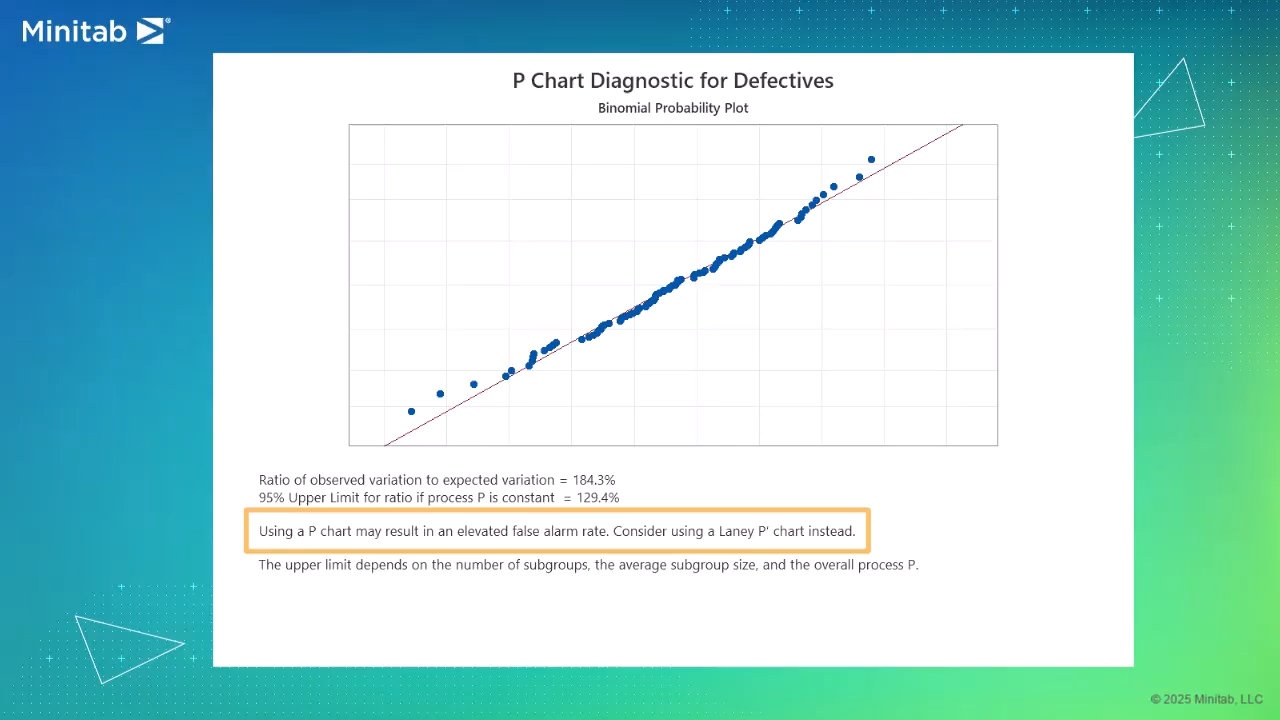 Minitab
P Chart Diagnostic for Defectives
Binomial Probability Plot
Ratio of observed variation to expected variation = 184.3%
95% Upper Limit for ratio if process P is constant = 129.4%
Using a P chart may result in an elevated false alarm rate. Consider using a Laney P' chart instead.
The upper limit depends on the number of subgroups, the average subgroup size, and the overall process P.
© 2025 Minitab, LLC